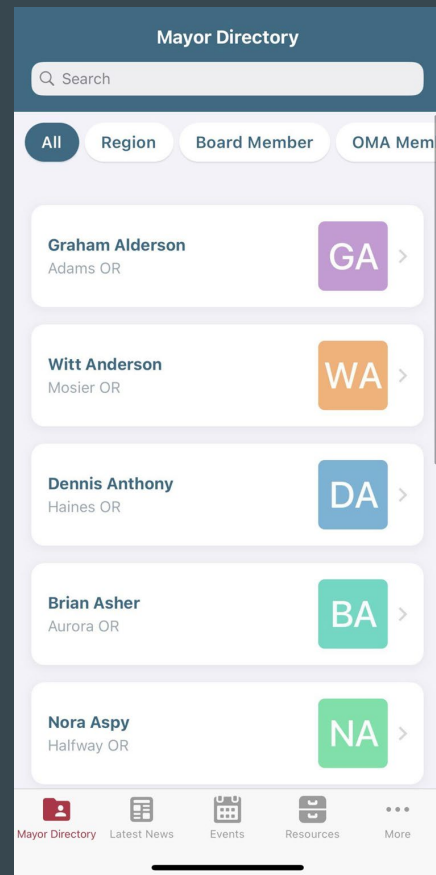 Mayor Directory
Search
All Region Board Member OMA Mem
Graham Alderson
Adams OR
GA
Witt Anderson
Mosier OR
WA
Dennis Anthony
Haines OR
DA
Brian Asher
Aurora OR
BA
Nora Aspy
Halfway OR
NA
Mayor Directory Latest News Events Resources More